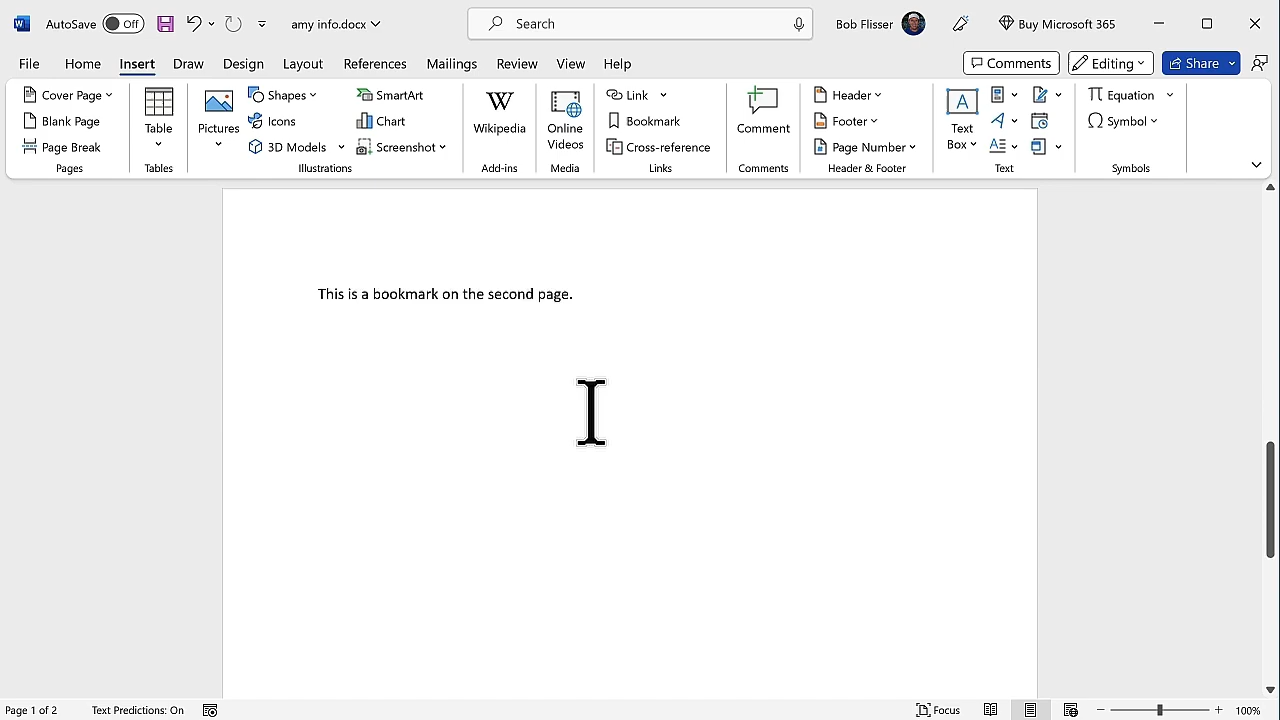 AutoSave Off amy info.docx Search Bob Flisser Buy Microsoft 365
File Home Insert Draw Design Layout References Mailings Review View Help Comments Editing Share
Cover Page
Blank Page
Page Break
Pages
Table
Tables
Pictures
Shapes
Icons
3D Models
SmartArt
Chart
Screenshot
Illustrations
W
Wikipedia
Add-ins
Online
Videos
Media
Link
Bookmark
Cross-reference
Links
Comment
Comments
Header
Footer
Page Number
Header & Footer
A
Text
Box
Text
Equation
Symbol
Symbols
This is a bookmark on the second page.
Page 1 of 2 Text Predictions: On Focus 100%